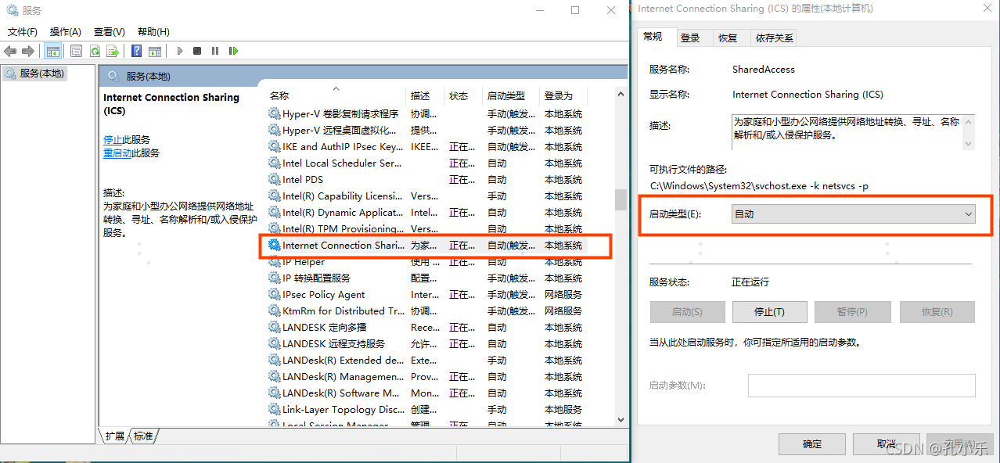 服务
文件(F) 操作(A) 查看(V) 帮助(H)
服务(本地)
服务(本地)
Internet Connection Sharing
(ICS)
停止此服务
重启动此服务
描述:
为家庭和小型办公网络提供网络地址
转换、寻址、名称解析和/或入侵保护
服务。
名称 描述 状态 启动类型 登录为
Hyper-V 卷影复制请求程序 协调... 手动(触发... 本地系统
Hyper-V 远程桌面虚拟化... 提供... 手动(触发... 本地系统
IKE and AuthIP IPsec Key... IKEE... 正在... 自动(触发... 本地系统
Intel Local Scheduler Ser... 正在... 自动 本地系统
Intel PDS 正在... 自动 本地系统
Intel(R) Capability Licensi... Vers... 手动 本地系统
Intel(R) Dynamic Applicat... Intel... 正在... 自动 本地系统
Intel(R) TPM Provisioning... Vers... 自动 本地系统
Internet Connection Shari... 为家... 正在... 自动(触发... 本地系统
IP Helper 使用 ... 正在... 自动 本地系统
IP 转换配置服务 配置... 手动(触发... 本地系统
IPsec Policy Agent Inter... 正在... 手动(触发... 网络服务
KtmRm for Distributed Tr... 协调... 手动(触发... 网络服务
LANDESK 定向多播 Rece... 正在... 自动 本地系统
LANDESK 远程支持服务 允许... 正在... 自动 本地系统
LANDesk(R) Extended de... Exte... 手动 本地系统
LANDesk(R) Managemen... Prov... 正在... 自动 本地系统
LANDesk(R) Software M... Mon... 正在... 自动 本地系统
Link-Layer Topology Disc... 创建... 手动 本地服务
Local Session Manager 管理 正在... 自动 本地系统
扩展 标准
Internet Connection Sharing (ICS) 的属性(本地计算机)
常规 登录 恢复 依存关系
服务名称: SharedAccess
显示名称: Internet Connection Sharing (ICS)
描述: 为家庭和小型办公网络提供网络地址转换、寻址、名称
解析和/或入侵保护服务。
可执行文件的路径:
C:\Windows\System32\svchost.exe -k netsvcs -p
启动类型(E): 自动
服务状态: 正在运行
启动(S) 停止(T) 暂停(P) 恢复(R)
当从此处启动服务时，你可指定所适用的启动参数。
启动参数(M):
确定 取消 应用(A)
CSDN @孔小乐